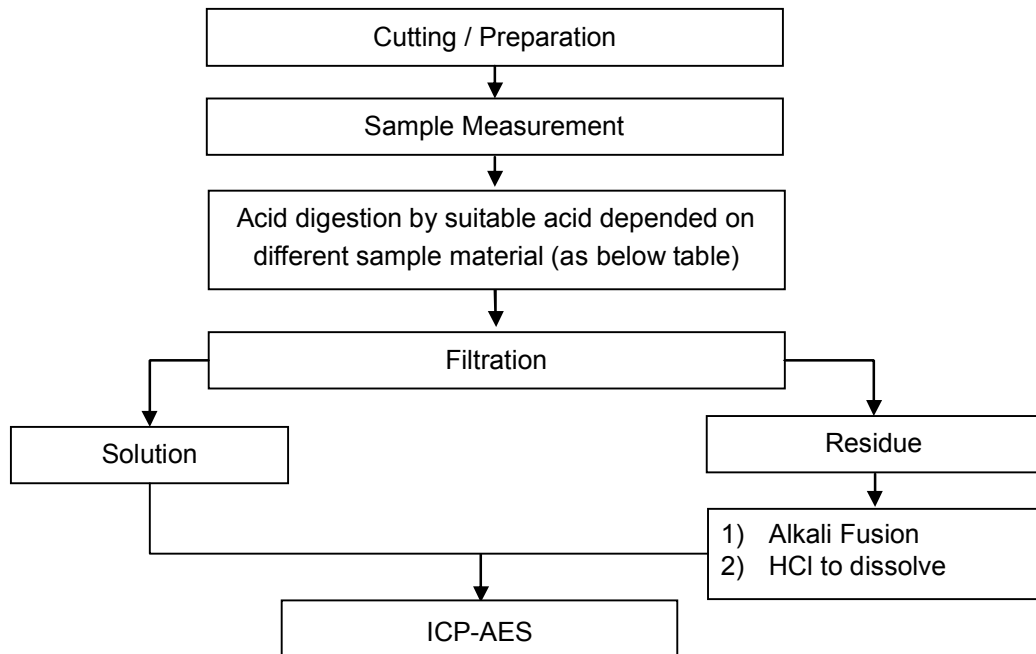 Cutting / Preparation
Sample Measurement
Acid digestion by suitable acid depended on
different sample material (as below table)
Filtration
Solution
Residue
1) Alkali Fusion
2) HCl to dissolve
ICP-AES